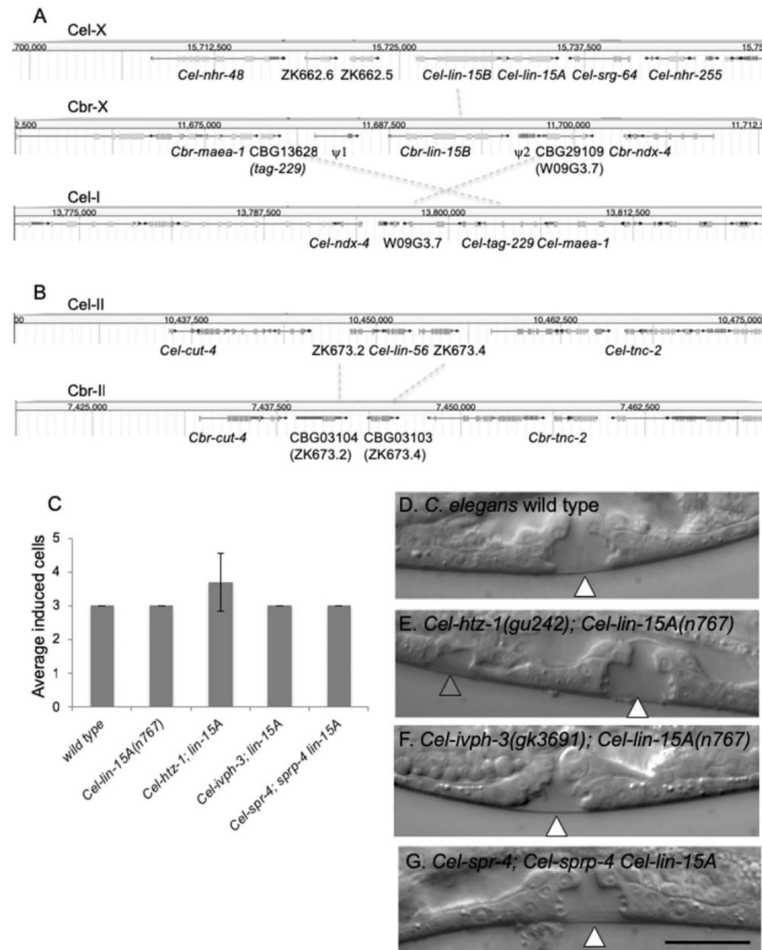 A
Cel-X
700,000 15,712,500 15,725,000 15,737,500
Cel-nhr-48 ZK662.6 ZK662.5 Cel-lin-15B Cel-lin-15A Cel-srg-64 Cel-nhr-255
Cbr-X
2,500 11,675,000 11,687,500 11,700,000
Cbr-maea-1 CBG13628 ψ1 Cbr-lin-15B ψ2 CBG29109 Cbr-ndx-4
(tag-229) (W09G3.7)
Cel-I
13,775,000 13,787,500 13,800,000 13,812,500
Cel-ndx-4 W09G3.7 Cel-tag-229 Cel-maea-1
B
Cel-II
10,437,500 10,450,000 10,462,500 10,475,000
Cel-cut-4 ZK673.2 Cel-lin-56 ZK673.4 Cel-tnc-2
Cbr-II
7,425,000 7,437,500 7,450,000 7,462,500
Cbr-cut-4 CBG03104 CBG03103 Cbr-tnc-2
(ZK673.2) (ZK673.4)
C
Average induced cells
5
4
3
2
1
0
wild type
Cel-lin-15A(n767)
Cel-htz-1; lin-15A
Cel-ivph-3; lin-15A
Cel-spr-4; sprp-4 lin-15A
D. C. elegans wild type
E. Cel-htz-1(gu242); Cel-lin-15A(n767)
F. Cel-ivph-3(gk3691); Cel-lin-15A(n767)
G. Cel-spr-4; Cel-sprp-4 Cel-lin-15A